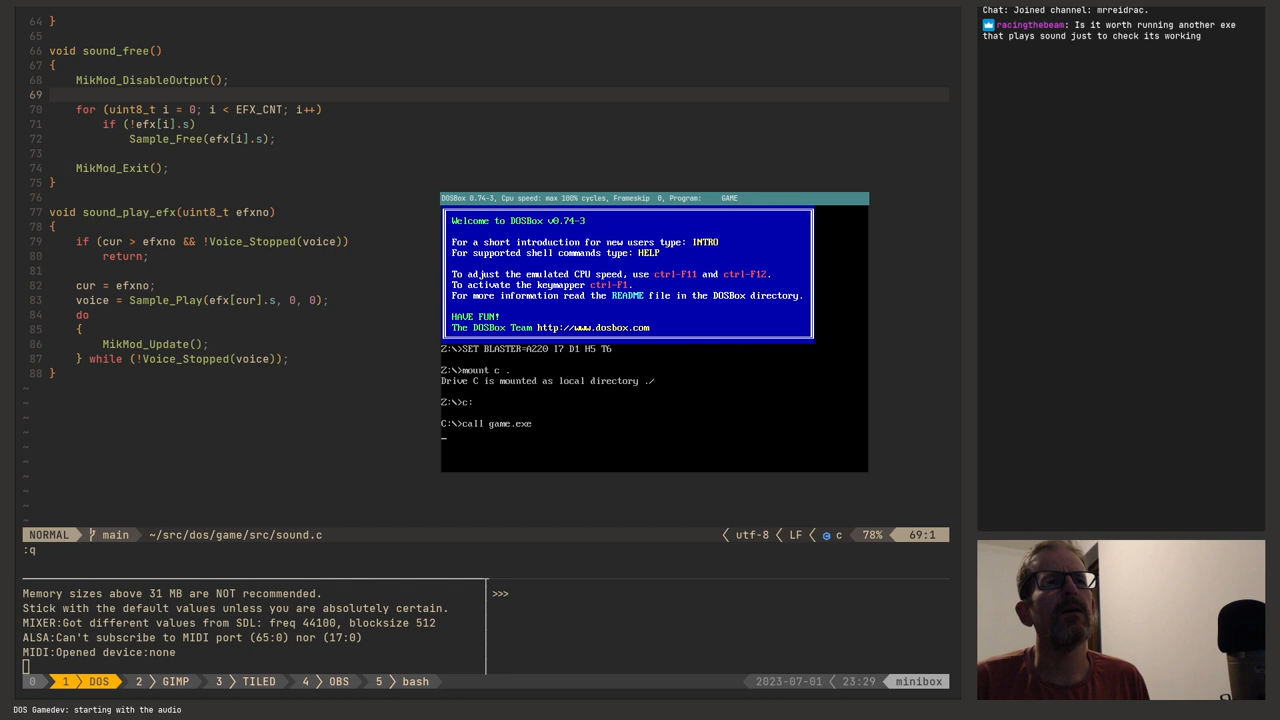 64 }
65
66 void sound_free()
67 {
68     MikMod_DisableOutput();
69
70     for (uint8_t i = 0; i < EFX_CNT; i++)
71         if (!efx[i].s)
72             Sample_Free(efx[i].s);
73
74     MikMod_Exit();
75 }
76
77 void sound_play_efx(uint8_t efxno)
78 {
79     if (cur > efxno && !Voice_Stopped(voice))
80         return;
81
82     cur = efxno;
83     voice = Sample_Play(efx[cur].s, 0, 0);
84     do
85     {
86         MikMod_Update();
87     } while (!Voice_Stopped(voice));
88 }
~
~
~
~
~
~
~
~
~
~
NORMAL main ~/src/dos/game/src/sound.c utf-8 LF c 78% 69:1
:q
DOSBox 0.74-3, Cpu speed: max 100% cycles, Frameskip 0, Program: GAME
Welcome to DOSBox v0.74-3
For a short introduction for new users type: INTRO
For supported shell commands type: HELP
To adjust the emulated CPU speed, use ctrl-F11 and ctrl-F12.
To activate the keymapper ctrl-F1.
For more information read the README file in the DOSBox directory.
HAVE FUN!
The DOSBox Team http://www.dosbox.com
Z:\>SET BLASTER=A220 I7 D1 H5 T6
Z:\>mount c .
Drive C is mounted as local directory ./
Z:\>c:
C:\>call game.exe
Memory sizes above 31 MB are NOT recommended.
Stick with the default values unless you are absolutely certain.
MIXER:Got different values from SDL: freq 44100, blocksize 512
ALSA:Can't subscribe to MIDI port (65:0) nor (17:0)
MIDI:Opened device:none
>>>
0 1 DOS 2 GIMP 3 TILED 4 OBS 5 bash 2023-07-01 23:29 minibox
DOS Gamedev: starting with the audio
Chat: Joined channel: mrreidrac.
racingthebeam: Is it worth running another exe
that plays sound just to check its working